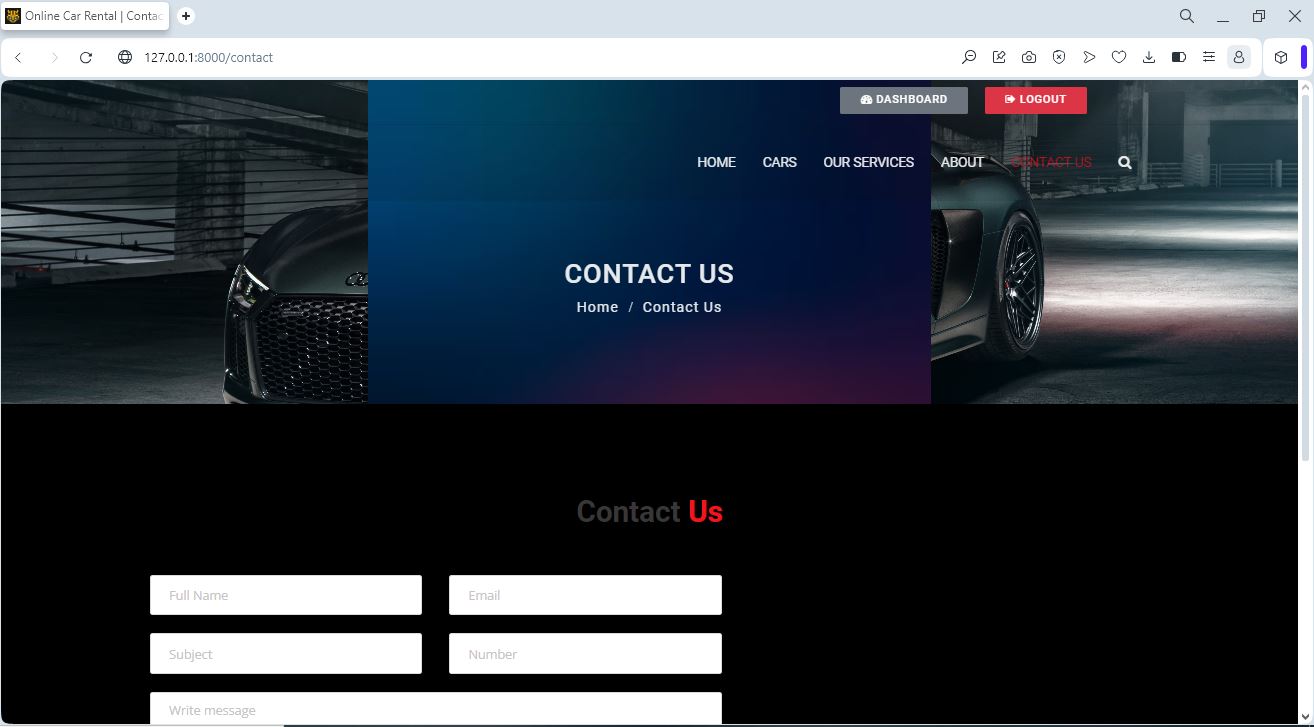 Online Car Rental | Contac
127.0.0.1:8000/contact
DASHBOARD
LOGOUT
HOME
CARS
OUR SERVICES
ABOUT
CONTACT US
CONTACT US
Home / Contact Us
Contact Us
Full Name
Email
Subject
Number
Write message